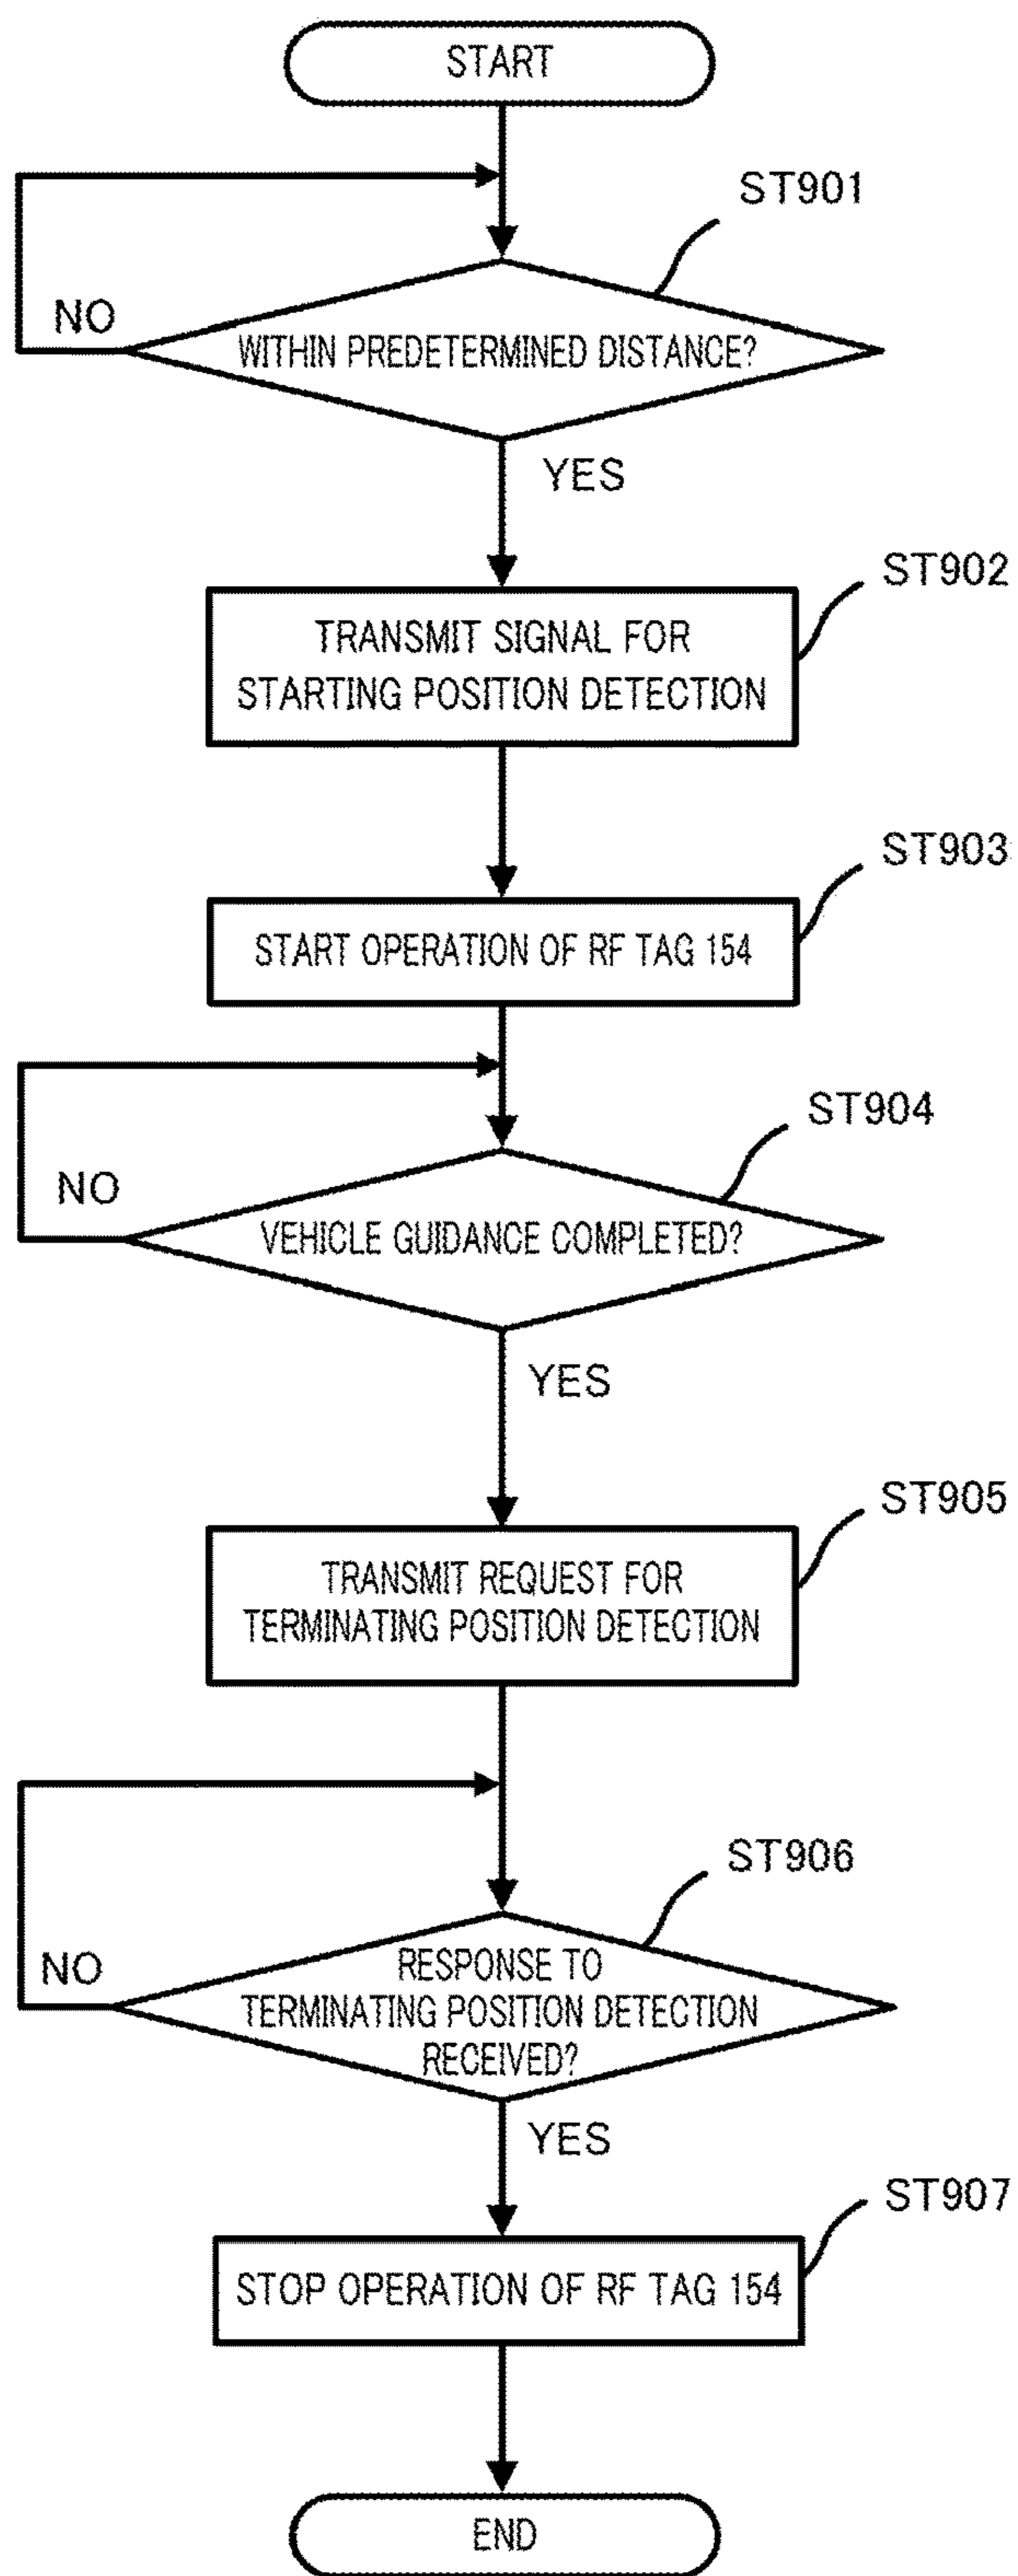 START
ST901
NO
WITHIN PREDETERMINED DISTANCE?
YES
ST902
TRANSMIT SIGNAL FOR
STARTING POSITION DETECTION
ST903
START OPERATION OF RF TAG 154
ST904
NO
VEHICLE GUIDANCE COMPLETED?
YES
ST905
TRANSMIT REQUEST FOR
TERMINATING POSITION DETECTION
ST906
NO
RESPONSE TO
TERMINATING POSITION DETECTION
RECEIVED?
YES
ST907
STOP OPERATION OF RF TAG 154
END